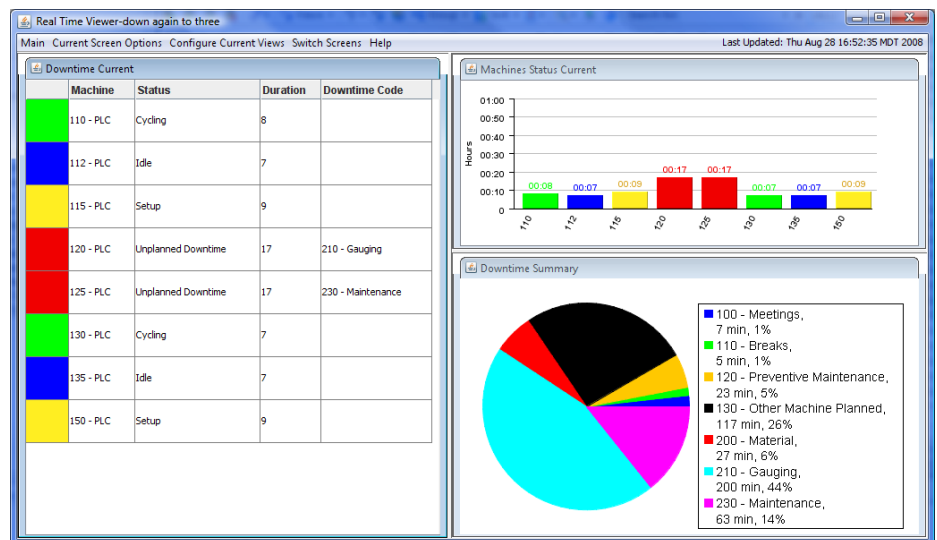 Real Time Viewer-down again to three
Main Current Screen Options Configure Current Views Switch Screens Help
Last Updated: Thu Aug 28 16:52:35 MDT 2008
Downtime Current
Machine Status Duration Downtime Code
110 - PLC Cycling 8
112 - PLC Idle 7
115 - PLC Setup 9
120 - PLC Unplanned Downtime 17 210 - Gauging
125 - PLC Unplanned Downtime 17 230 - Maintenance
130 - PLC Cycling 7
135 - PLC Idle 7
150 - PLC Setup 9
Machines Status Current
Hours
01:00
00:50
00:40
00:30
00:20
00:10
0
00:08 00:07 00:09 00:17 00:17 00:07 00:07 00:09
110 112 115 120 125 130 135 150
Downtime Summary
100 - Meetings,
7 min, 1%
110 - Breaks,
5 min, 1%
120 - Preventive Maintenance,
23 min, 5%
130 - Other Machine Planned,
117 min, 26%
200 - Material,
27 min, 6%
210 - Gauging,
200 min, 44%
230 - Maintenance,
63 min, 14%